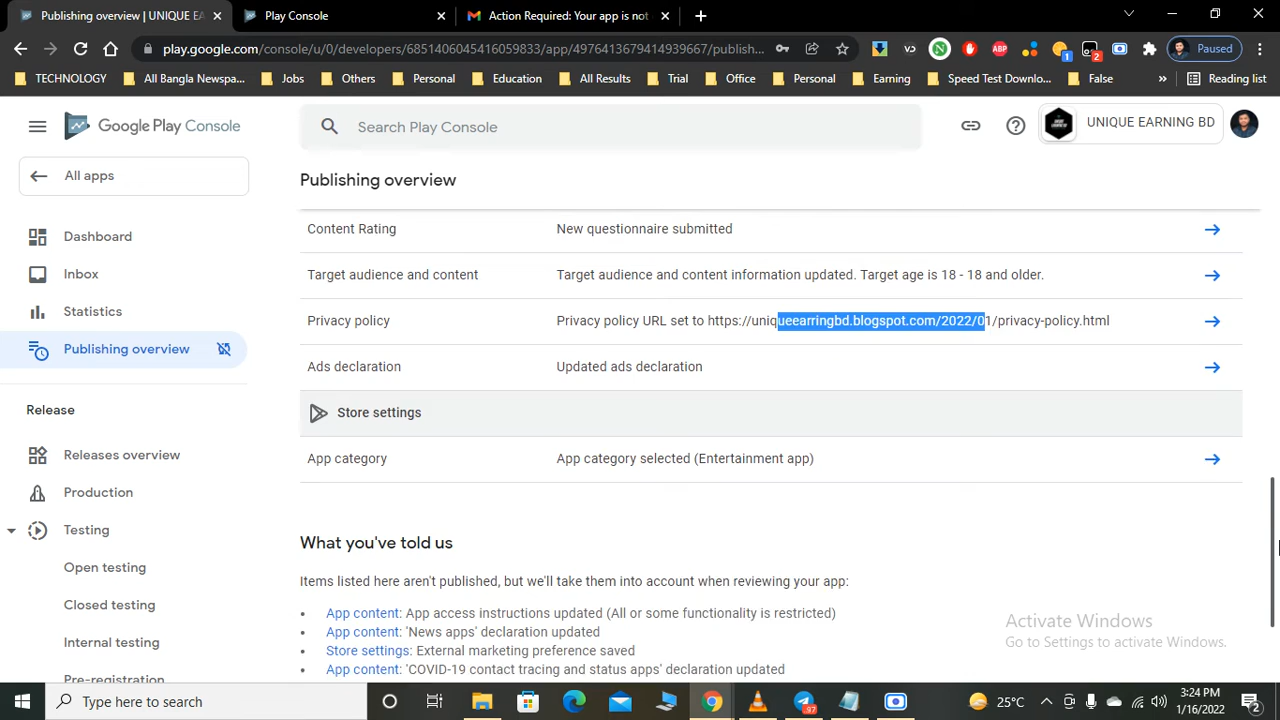 Publishing overview | UNIQUE EA
Play Console
Action Required: Your app is not
play.google.com/console/u/0/developers/6851406045416059833/app/4976413679414939667/publish...
Paused
TECHNOLOGY
All Bangla Newspa...
Jobs
Others
Personal
Education
All Results
Trial
Office
Personal
Earning
Speed Test Downlo...
False
Reading list
Google Play Console
Search Play Console
UNIQUE EARNING BD
All apps
Publishing overview
Dashboard
Inbox
Statistics
Publishing overview
Release
Releases overview
Production
Testing
Open testing
Closed testing
Internal testing
Pre-registration
Content Rating New questionnaire submitted
Target audience and content Target audience and content information updated. Target age is 18 - 18 and older.
Privacy policy Privacy policy URL set to https://uniqueearringbd.blogspot.com/2022/01/privacy-policy.html
Ads declaration Updated ads declaration
Store settings
App category App category selected (Entertainment app)
What you've told us
Items listed here aren't published, but we'll take them into account when reviewing your app:
• App content: App access instructions updated (All or some functionality is restricted)
• App content: 'News apps' declaration updated
• Store settings: External marketing preference saved
• App content: 'COVID-19 contact tracing and status apps' declaration updated
Activate Windows
Go to Settings to activate Windows.
Type here to search
97
25°C
3:24 PM
1/16/2022
2